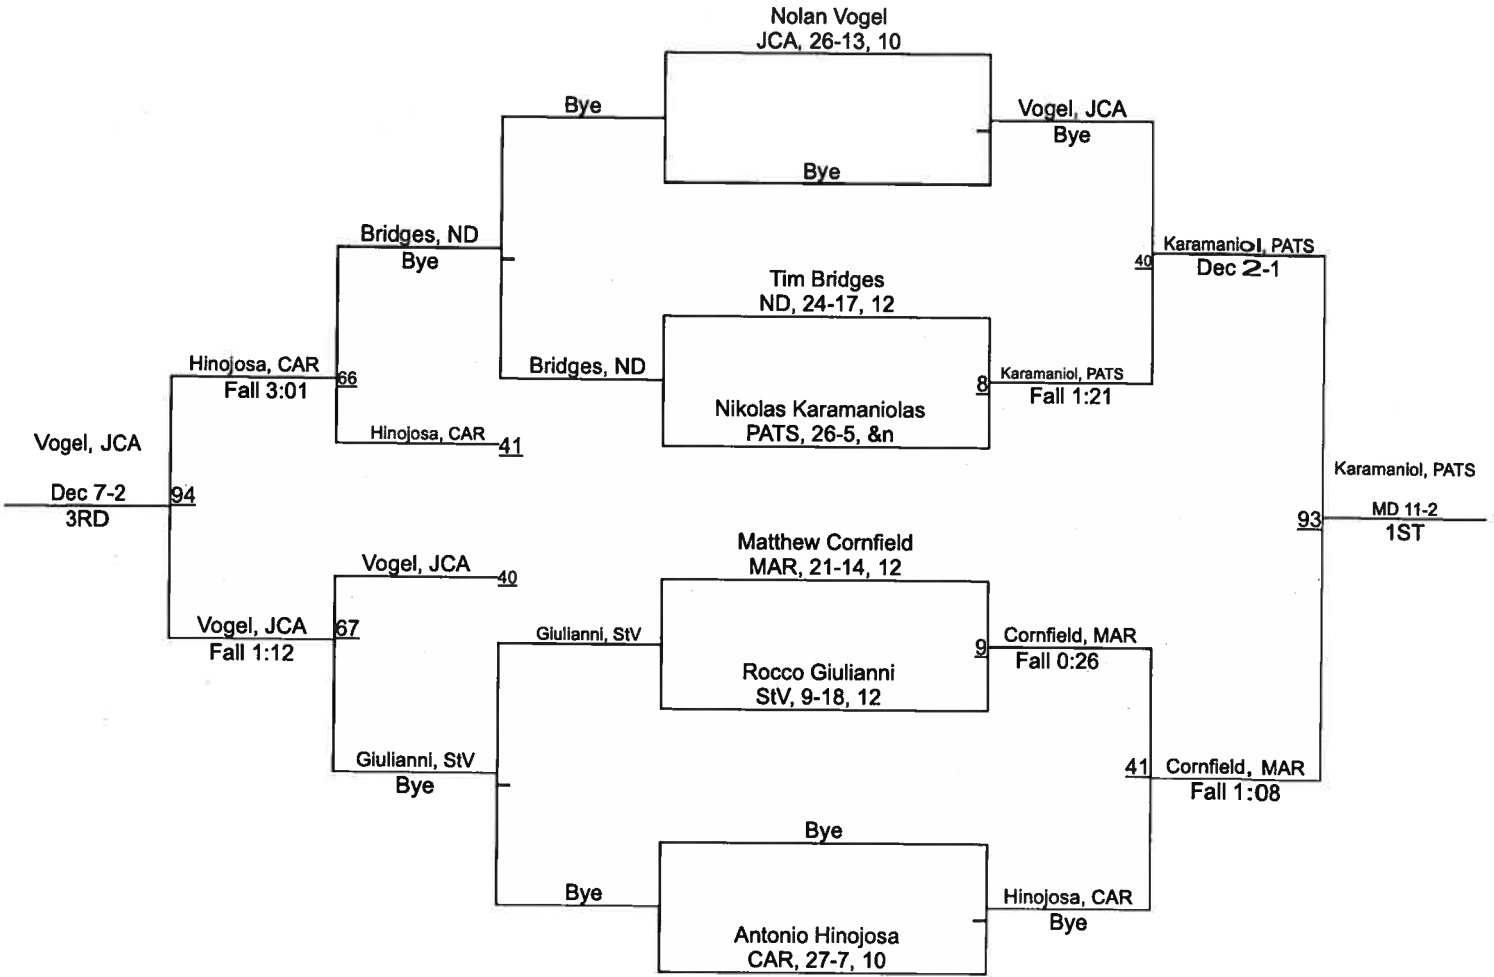 Nolan Vogel
JCA, 26-13, 10
Bye
Vogel, JCA
Bye
Bye
Bridges, ND
Bye
Karamaniol, PATS
40
Dec 2-1
Tim Bridges
ND, 24-17, 12
Hinojosa, CAR
66
Fall 3:01
Bridges, ND
Karamaniol, PATS
8
Fall 1:21
Nikolas Karamaniolas
PATS, 26-5, &n
Hinojosa, CAR
41
Vogel, JCA
Dec 7-2
94
3RD
Karamaniol, PATS
MD 11-2
93
1ST
Matthew Cornfield
MAR, 21-14, 12
Vogel, JCA
40
Vogel, JCA
67
Fall 1:12
Giulianni, StV
Cornfield, MAR
9
Fall 0:26
Rocco Giulianni
StV, 9-18, 12
Giulianni, StV
Bye
41
Cornfield, MAR
Fall 1:08
Bye
Bye
Hinojosa, CAR
Bye
Antonio Hinojosa
CAR, 27-7, 10